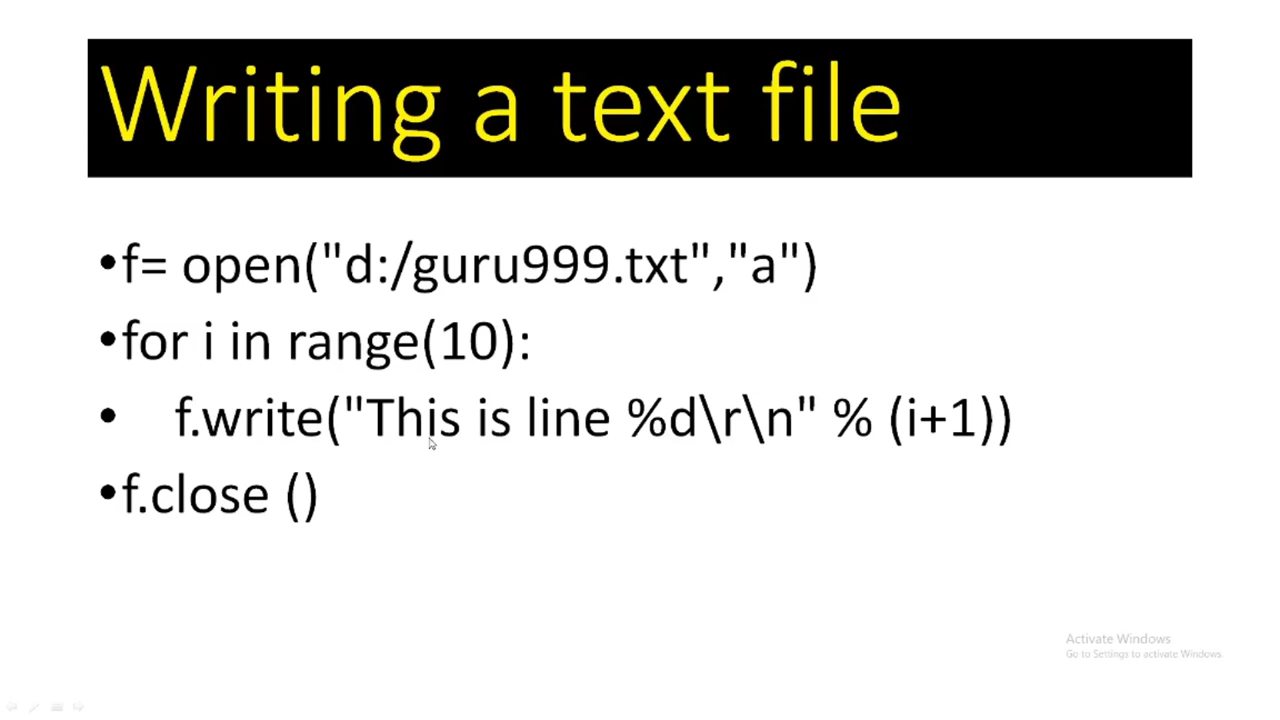 Writing a text file
•f= open("d:/guru999.txt","a")
•for i in range(10):
•    f.write("This is line %d\r\n" % (i+1))
•f.close ()
Activate Windows
Go to Settings to activate Windows.